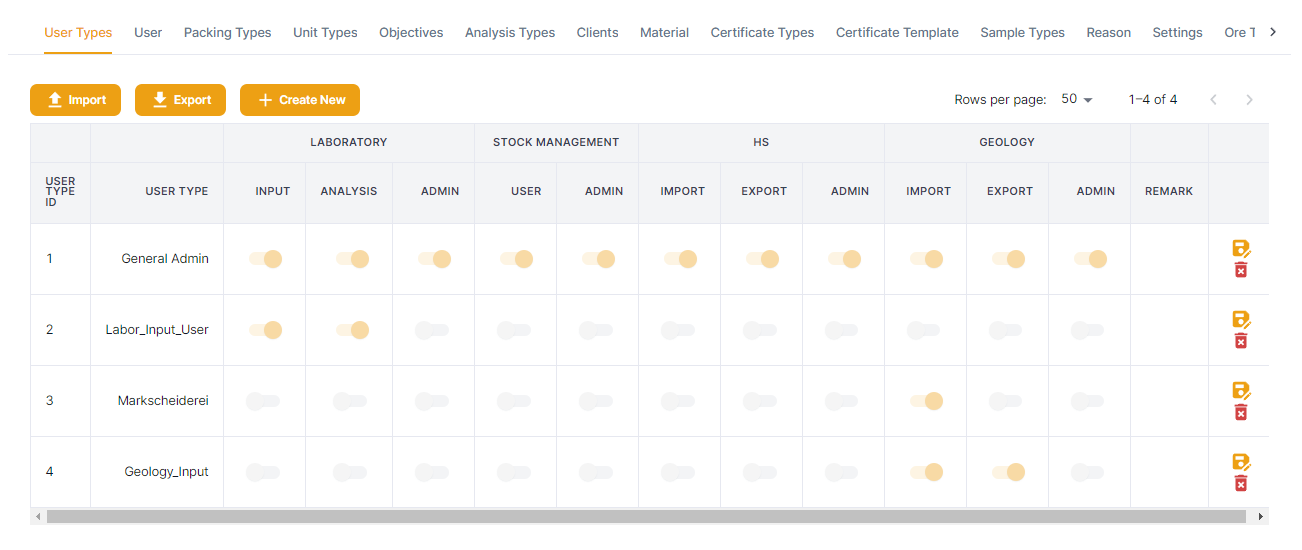 User Types User Packing Types Unit Types Objectives Analysis Types Clients Material Certificate Types Certificate Template Sample Types Reason Settings Ore T
Import Export Create New Rows per page: 50 1–4 of 4
LABORATORY STOCK MANAGEMENT HS GEOLOGY
USER TYPE ID USER TYPE INPUT ANALYSIS ADMIN USER ADMIN IMPORT EXPORT ADMIN IMPORT EXPORT ADMIN REMARK
1 General Admin
2 Labor_Input_User
3 Markscheiderei
4 Geology_Input